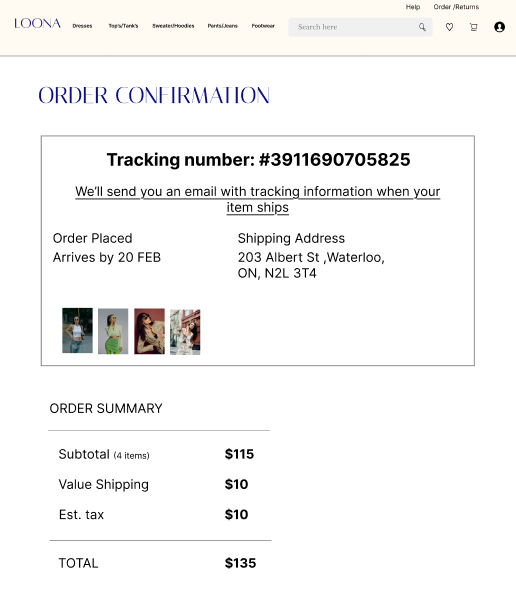 Help Order /Returns
LOONA Dresses Top's/Tank's Sweater/Hoodies Pants/Jeans Footwear Search here
ORDER CONFIRMATION
Tracking number: #3911690705825
We'll send you an email with tracking information when your
item ships
Order Placed Shipping Address
Arrives by 20 FEB 203 Albert St ,Waterloo,
ON, N2L 3T4
ORDER SUMMARY
Subtotal (4 items) $115
Value Shipping $10
Est. tax $10
TOTAL $135